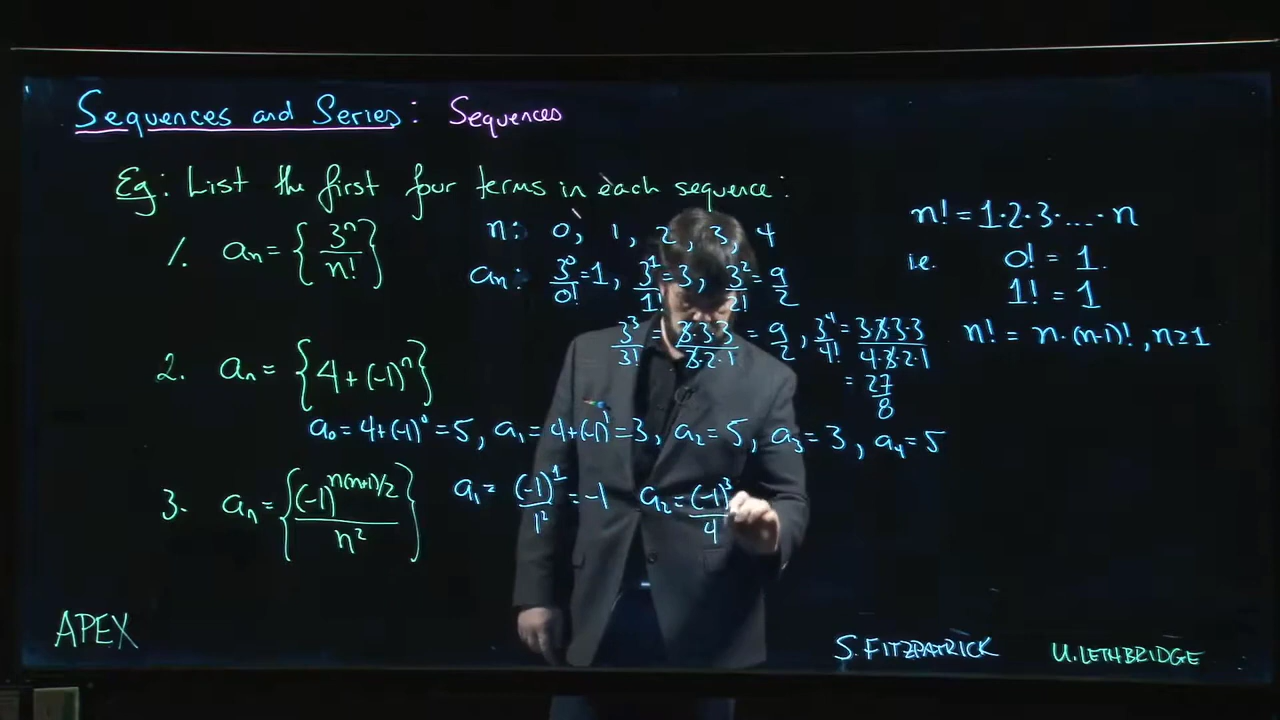 Sequences and Series: Sequences
Eg: List the first four terms in each sequence:
1. aₙ = {3ⁿ/n!}
n: 0, 1, 2, 3, 4
aₙ: 3⁰/0! = 1, 3¹/1! = 3, 3²/2! = 9/2
3³/3! = 3·3·3/3·2·1 = 9/2, 3⁴/4! = 3·3·3·3/4·3·2·1
= 27/8
n! = 1·2·3·...·n
i.e. 0! = 1.
1! = 1
n! = n·(n-1)!, n≥1
2. aₙ = {4 + (-1)ⁿ}
a₀ = 4+(-1)⁰ = 5, a₁ = 4+(-1)¹ = 3, a₂ = 5, a₃ = 3, a₄ = 5
3. aₙ = {(-1)^(n(n+1)/2)/n²} a₁ = (-1)¹/1² = -1 a₂ = (-1)³/4
APEX
S. FITZPATRICK
U. LETHBRIDGE